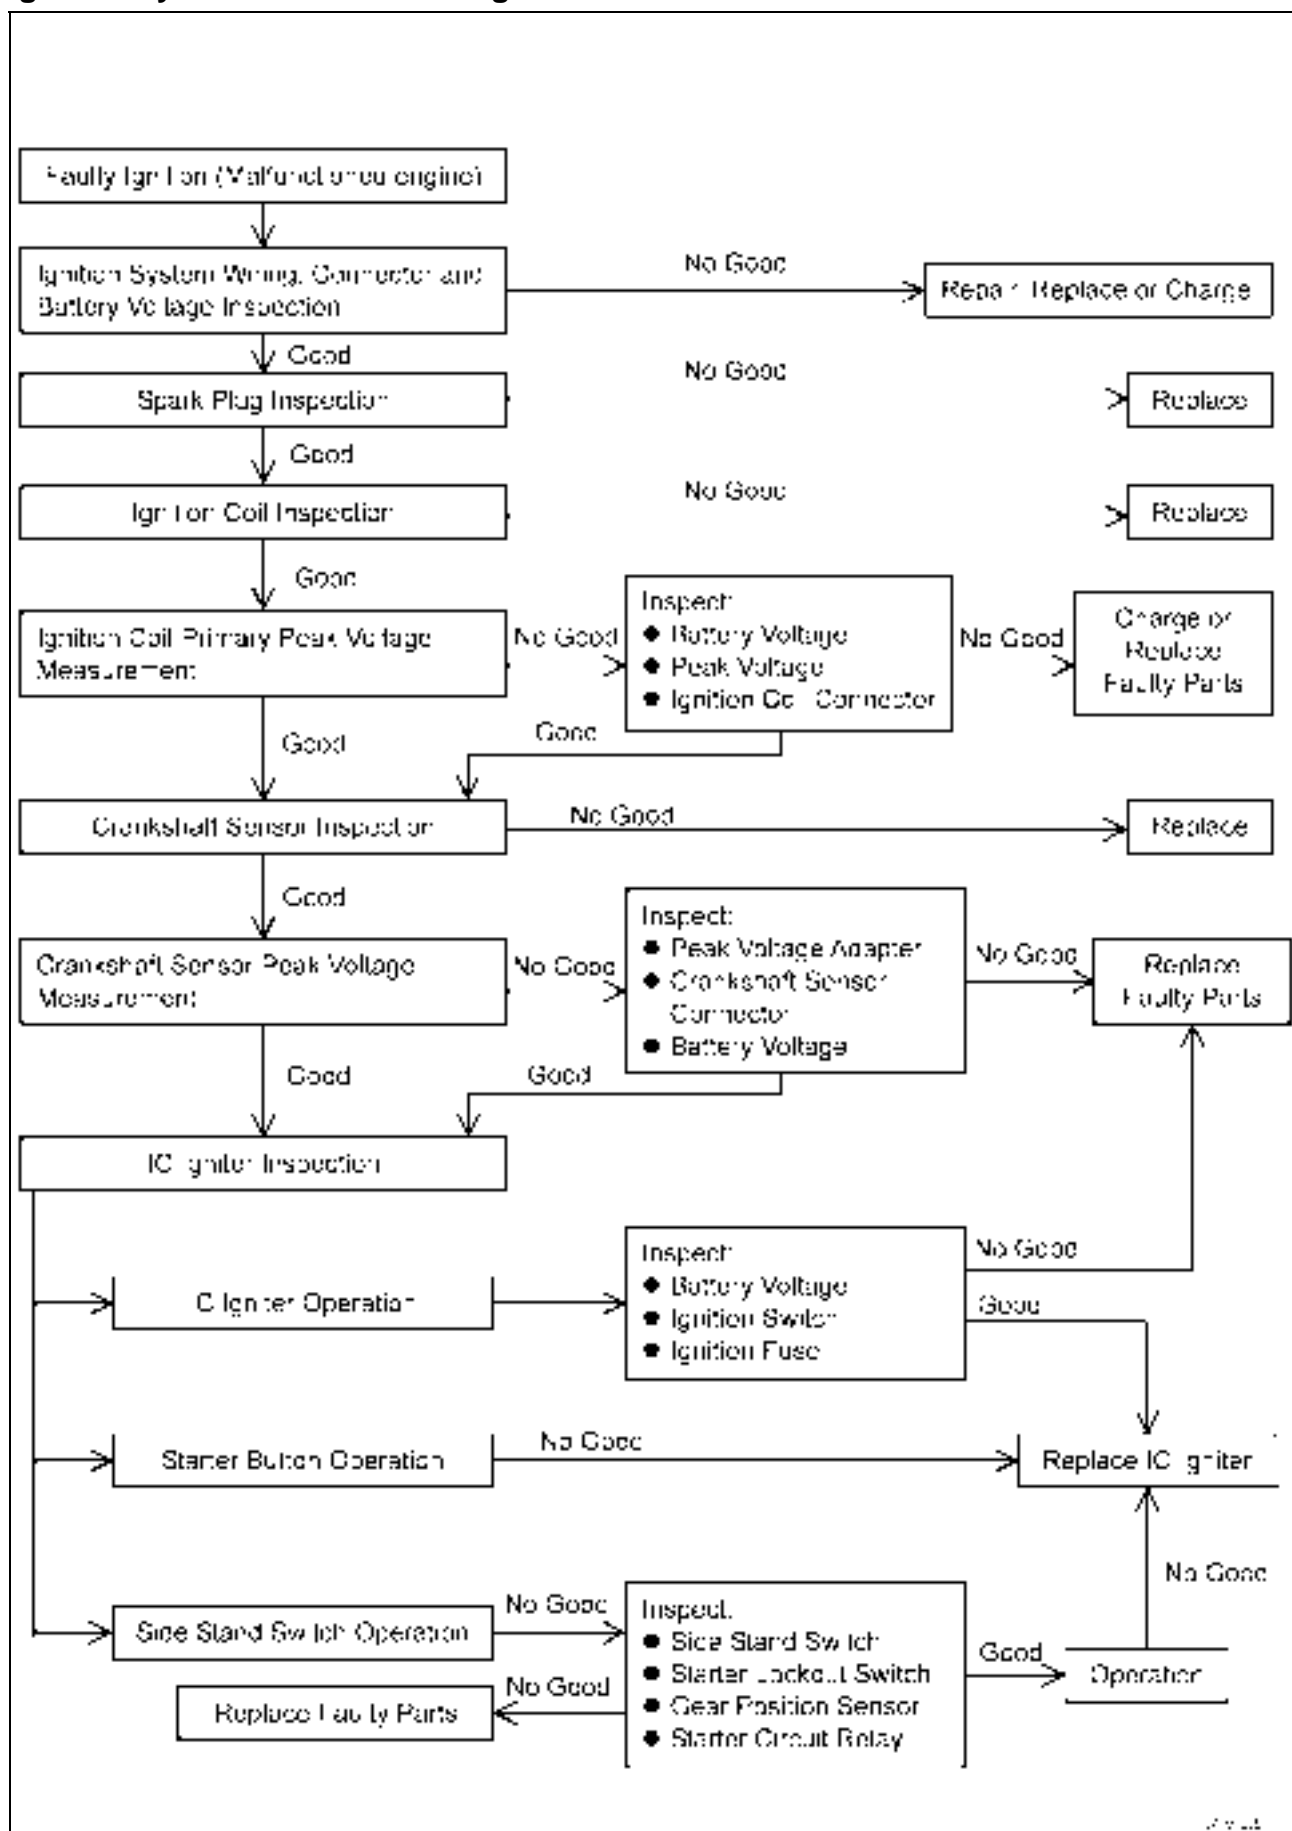 Faulty Ignition (Malfunctioned engine)
Ignition System Wiring, Connector and
Battery Voltage Inspection
No Good
Repair, Replace or Charge
Good
Spark Plug Inspection
No Good
Replace
Good
Ignition Coil Inspection
No Good
Replace
Good
Ignition Coil Primary Peak Voltage
Measurement
No Good
Inspect:
● Battery Voltage
● Peak Voltage
● Ignition Coil Connector
No Good
Charge or
Replace
Faulty Parts
Good
Good
Crankshaft Sensor Inspection
No Good
Replace
Good
Crankshaft Sensor Peak Voltage
Measurement
No Good
Inspect:
● Peak Voltage Adapter
● Crankshaft Sensor
Connector
● Battery Voltage
No Good
Replace
Faulty Parts
Good
Good
IC Igniter Inspection
IC Igniter Operation
Inspect:
● Battery Voltage
● Ignition Switch
● Ignition Fuse
No Good
Good
Starter Button Operation
No Good
Replace IC Igniter
No Good
Side Stand Switch Operation
No Good
Inspect:
● Side Stand Switch
● Starter Lockout Switch
● Gear Position Sensor
● Starter Circuit Relay
Good
Operation
No Good
Replace Faulty Parts